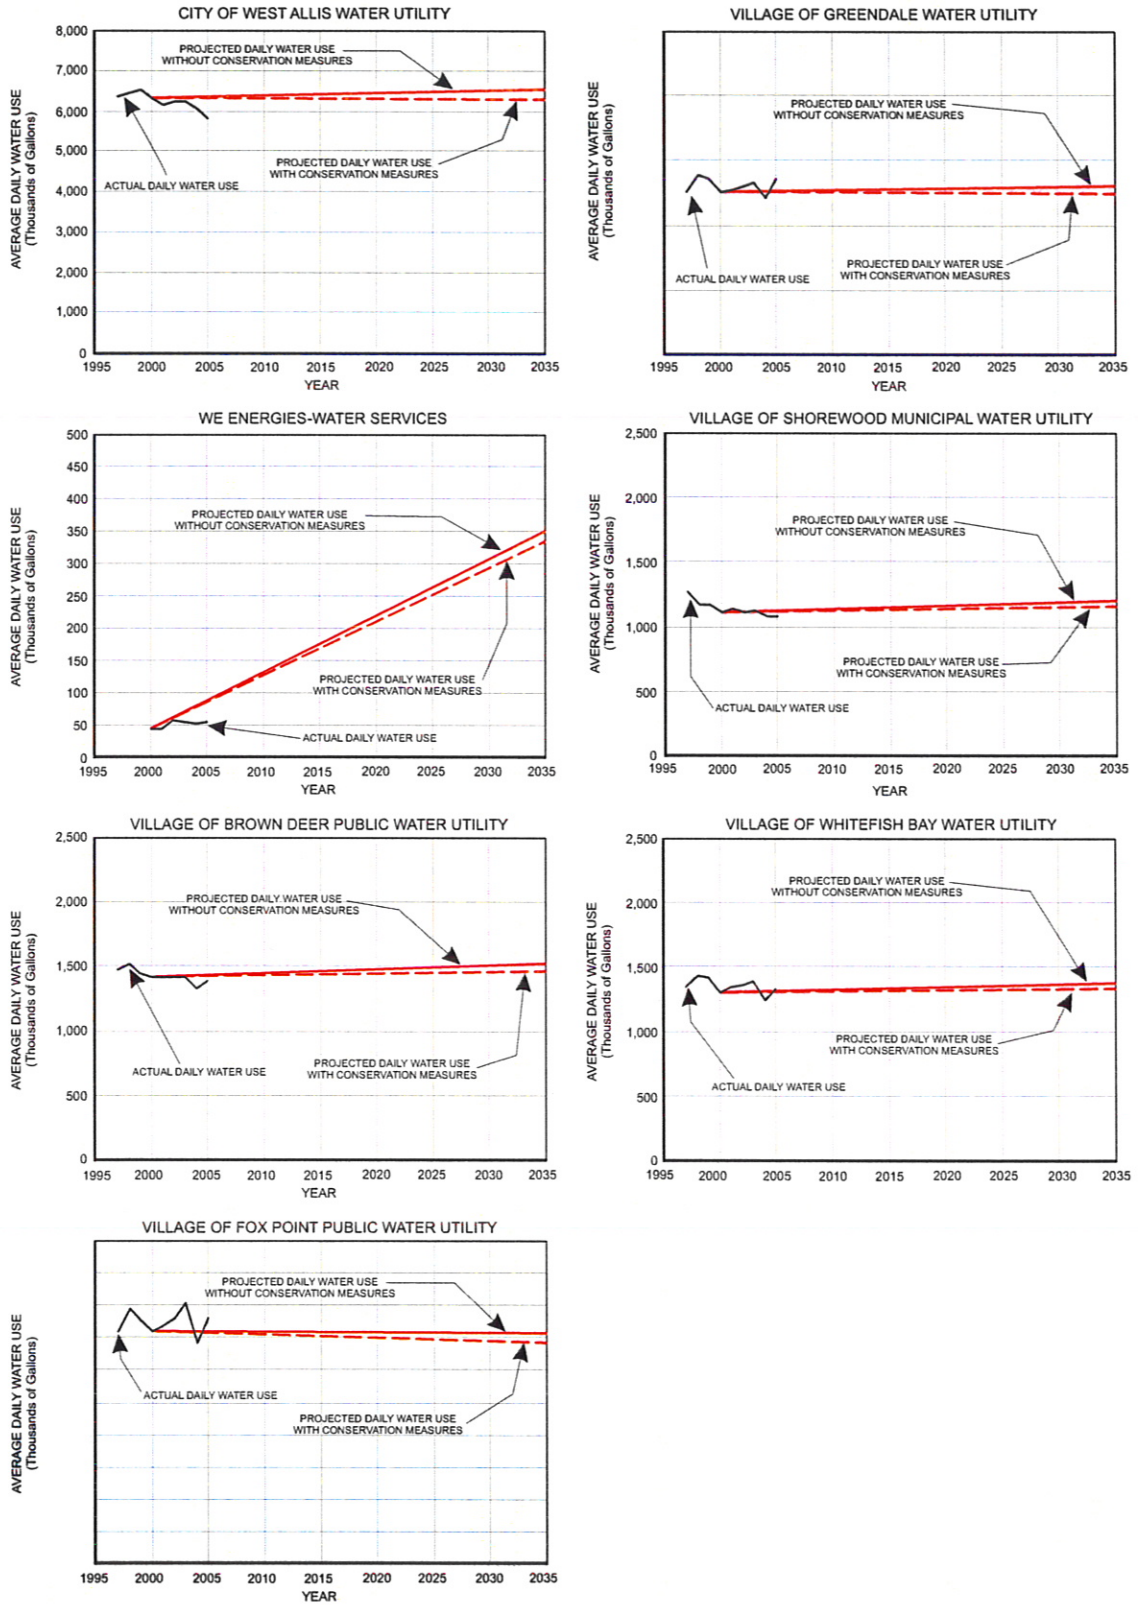 CITY OF WEST ALLIS WATER UTILITY
AVERAGE DAILY WATER USE
(Thousands of Gallons)
8,000
7,000
6,000
5,000
4,000
3,000
2,000
1,000
0
PROJECTED DAILY WATER USE
WITHOUT CONSERVATION MEASURES
PROJECTED DAILY WATER USE
WITH CONSERVATION MEASURES
ACTUAL DAILY WATER USE
1995 2000 2005 2010 2015 2020 2025 2030 2035
YEAR
VILLAGE OF GREENDALE WATER UTILITY
AVERAGE DAILY WATER USE
(Thousands of Gallons)
PROJECTED DAILY WATER USE
WITHOUT CONSERVATION MEASURES
PROJECTED DAILY WATER USE
WITH CONSERVATION MEASURES
ACTUAL DAILY WATER USE
1995 2000 2005 2010 2015 2020 2025 2030 2035
YEAR
WE ENERGIES-WATER SERVICES
AVERAGE DAILY WATER USE
(Thousands of Gallons)
500
450
400
350
300
250
200
150
100
50
0
PROJECTED DAILY WATER USE
WITHOUT CONSERVATION MEASURES
PROJECTED DAILY WATER USE
WITH CONSERVATION MEASURES
ACTUAL DAILY WATER USE
1995 2000 2005 2010 2015 2020 2025 2030 2035
YEAR
VILLAGE OF SHOREWOOD MUNICIPAL WATER UTILITY
AVERAGE DAILY WATER USE
(Thousands of Gallons)
2,500
2,000
1,500
1,000
500
0
PROJECTED DAILY WATER USE
WITHOUT CONSERVATION MEASURES
PROJECTED DAILY WATER USE
WITH CONSERVATION MEASURES
ACTUAL DAILY WATER USE
1995 2000 2005 2010 2015 2020 2025 2030 2035
YEAR
VILLAGE OF BROWN DEER PUBLIC WATER UTILITY
AVERAGE DAILY WATER USE
(Thousands of Gallons)
2,500
2,000
1,500
1,000
500
0
PROJECTED DAILY WATER USE
WITHOUT CONSERVATION MEASURES
PROJECTED DAILY WATER USE
WITH CONSERVATION MEASURES
ACTUAL DAILY WATER USE
1995 2000 2005 2010 2015 2020 2025 2030 2035
YEAR
VILLAGE OF WHITEFISH BAY WATER UTILITY
AVERAGE DAILY WATER USE
(Thousands of Gallons)
2,500
2,000
1,500
1,000
500
0
PROJECTED DAILY WATER USE
WITHOUT CONSERVATION MEASURES
PROJECTED DAILY WATER USE
WITH CONSERVATION MEASURES
ACTUAL DAILY WATER USE
1995 2000 2005 2010 2015 2020 2025 2030 2035
YEAR
VILLAGE OF FOX POINT PUBLIC WATER UTILITY
AVERAGE DAILY WATER USE
(Thousands of Gallons)
PROJECTED DAILY WATER USE
WITHOUT CONSERVATION MEASURES
ACTUAL DAILY WATER USE
PROJECTED DAILY WATER USE
WITH CONSERVATION MEASURES
1995 2000 2005 2010 2015 2020 2025 2030 2035
YEAR